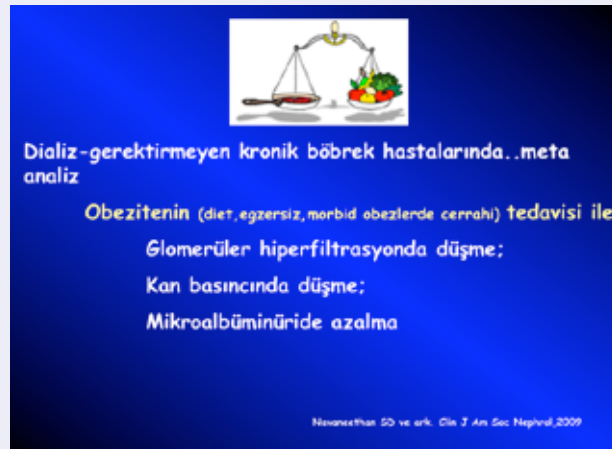 Dializ-gerektirmeyen kronik böbrek hastalarında..meta
analiz
Obezitenin (diet,egzersiz,morbid obezlerde cerrahi) tedavisi ile
Glomerüler hiperfiltrasyonda düşme;
Kan basıncında düşme;
Mikroalbüminüride azalma
Navaneethan SD ve ark. Clin J Am Soc Nephrol,2009